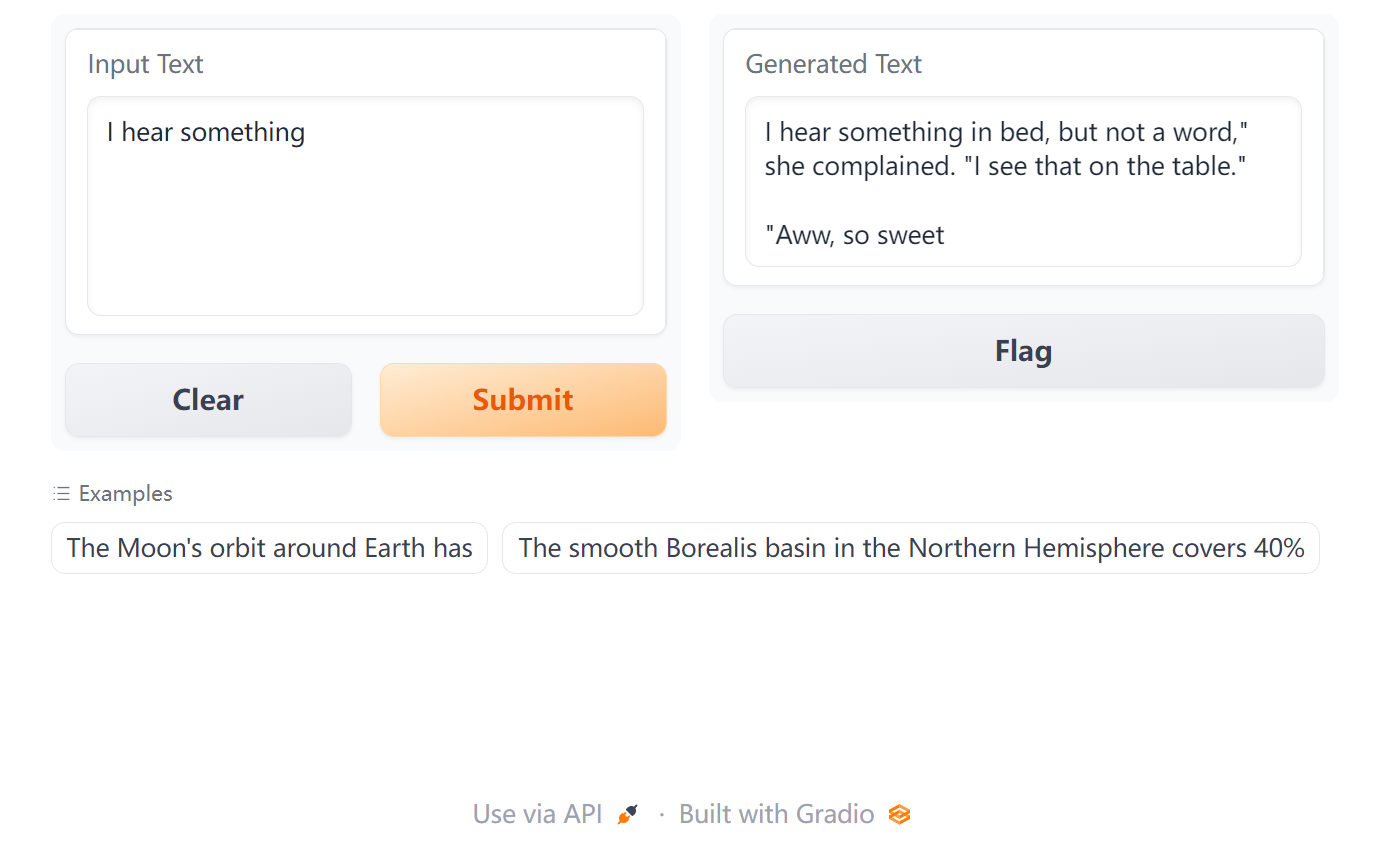 Input Text
I hear something
Clear
Submit
Generated Text
I hear something in bed, but not a word,"
she complained. "I see that on the table."
"Aww, so sweet
Flag
Examples
The Moon's orbit around Earth has
The smooth Borealis basin in the Northern Hemisphere covers 40%
Use via API · Built with Gradio